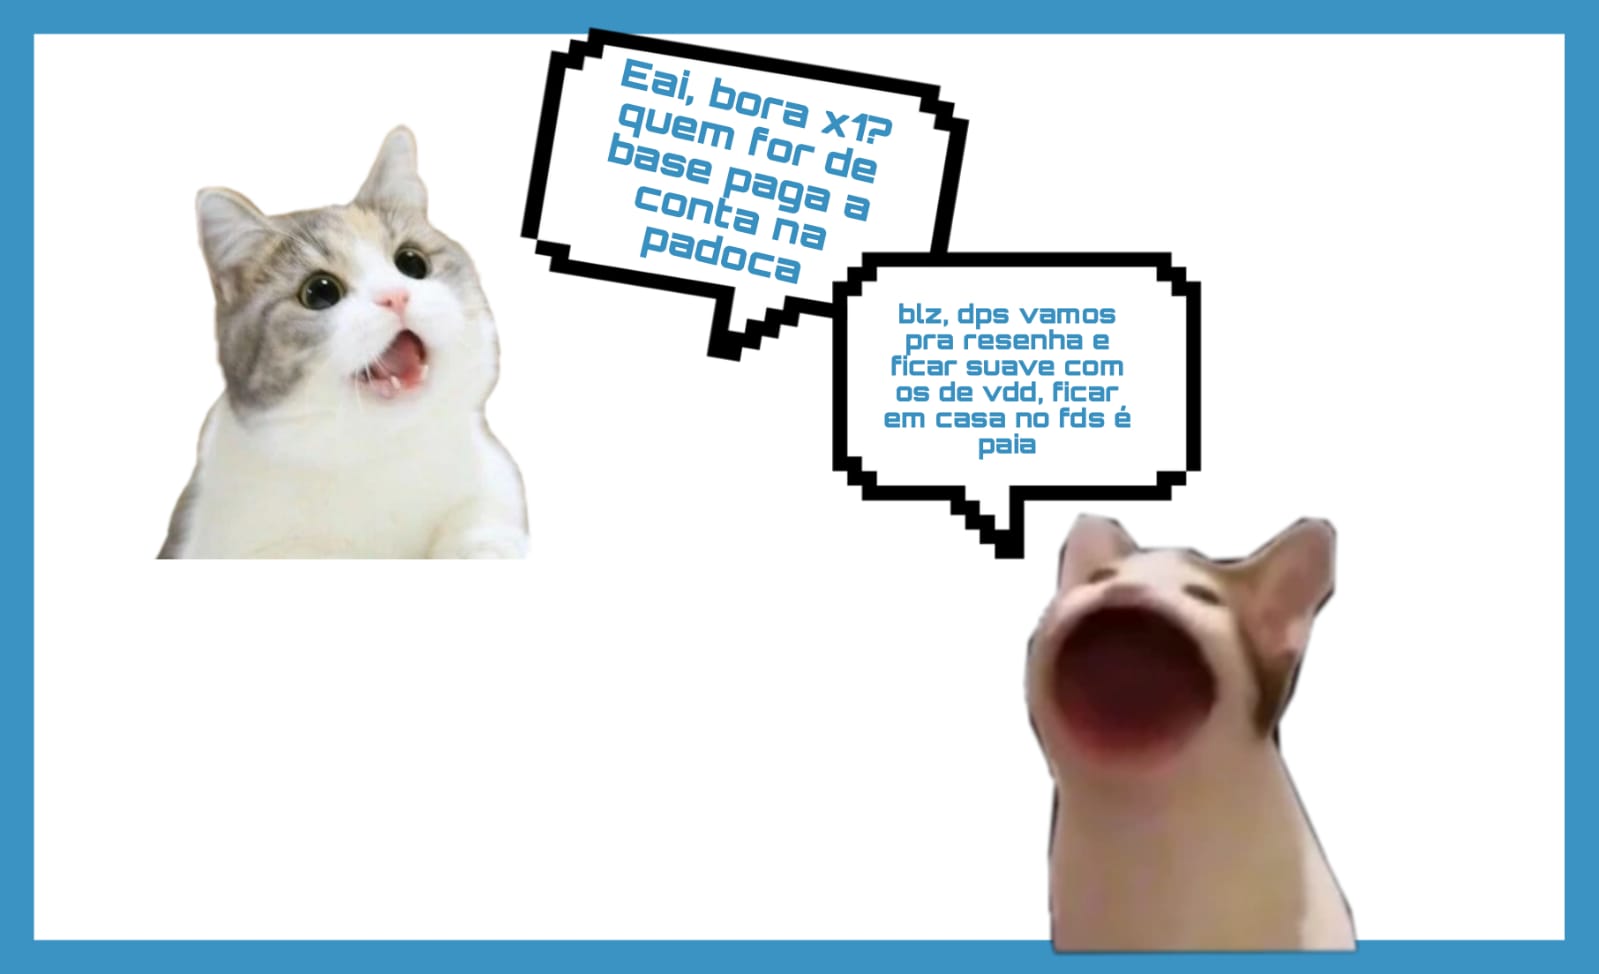 Eai, bora x1?
quem for de
base paga a
conta na
padoca
blz, dps vamos
pra resenha e
ficar suave com
os de vdd, ficar
em casa no fds é
paia